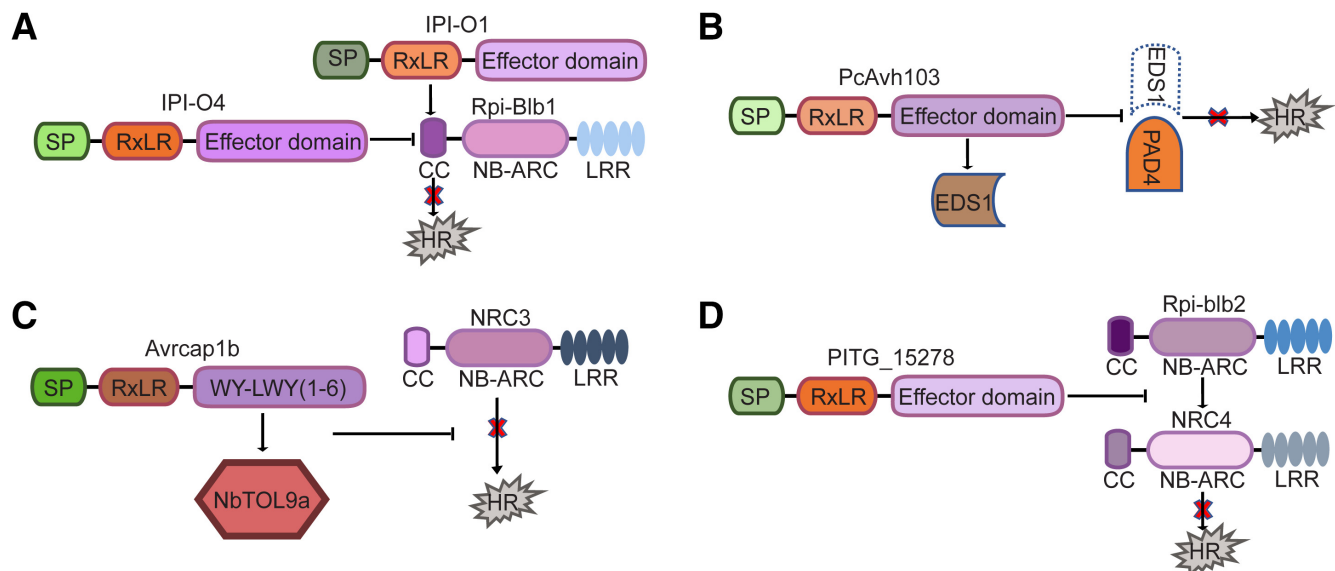 A
IPI-O1
SP RxLR Effector domain
IPI-O4
Rpi-Blb1
SP RxLR Effector domain
CC NB-ARC LRR
HR
B
PcAvh103
SP RxLR Effector domain
EDS1
PAD4
HR
EDS1
C
Avrcap1b
SP RxLR WY-LWY(1-6)
NbTOL9a
NRC3
CC NB-ARC LRR
HR
D
Rpi-blb2
CC NB-ARC LRR
PITG_15278
SP RxLR Effector domain
NRC4
CC NB-ARC LRR
HR